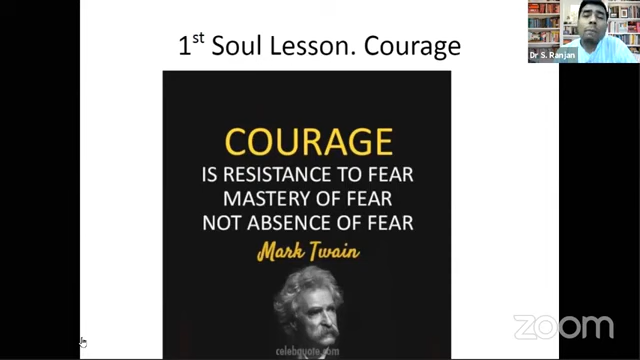 1st Soul Lesson. Courage
Dr S. Ranjan
COURAGE
IS RESISTANCE TO FEAR
MASTERY OF FEAR
NOT ABSENCE OF FEAR
Mark Twain
celebquote.com
zoom